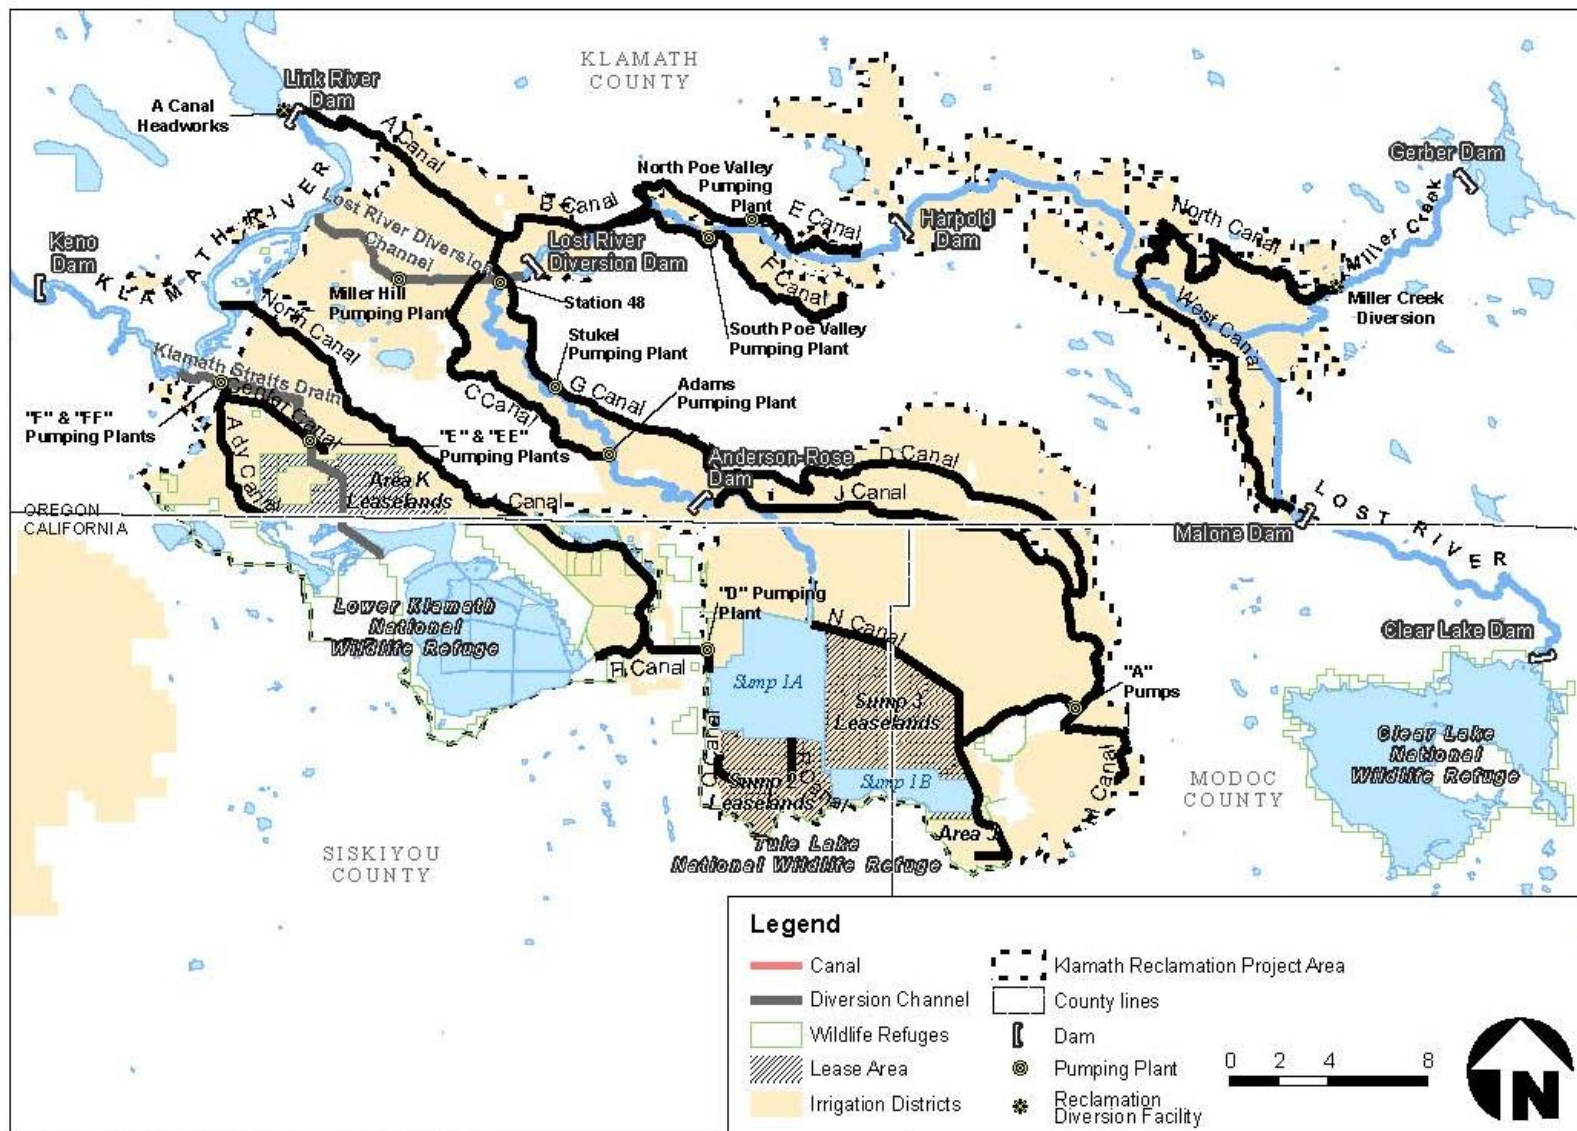 KLAMATH
COUNTY
Link River
Dam
A Canal
Headworks
A Canal
KLAMATH RIVER
Lost River Diversion
Channel
Keno
Dam
Miller Hill
Pumping Plant
B Canal
Lost River
Diversion Dam
Station 48
North Poe Valley
Pumping
Plant
E Canal
F Canal
South Poe Valley
Pumping Plant
Harpold
Dam
Gerber Dam
North Canal
Miller Creek
Miller Creek
Diversion
West Canal
North Canal
Klamath Straits Drain
Center Canal
"F" & "FF"
Pumping Plants
Ady Canal
"E" & "EE"
Pumping Plants
Area K
Leaselands
Stukel
Pumping Plant
G Canal
C Canal
Adams
Pumping Plant
Anderson-Rose
Dam
D Canal
J Canal
Canal
OREGON
CALIFORNIA
Malone Dam
LOST RIVER
Clear Lake Dam
Lower Klamath
National
Wildlife Refuge
"D" Pumping
Plant
P Canal
N Canal
Sump 1A
Sump 3
Leaselands
"A"
Pumps
Q Canal
R Canal
Sump 2
Leaselands
Sump 1B
Area J
M Canal
Clear Lake
National
Wildlife Refuge
MODOC
COUNTY
SISKIYOU
COUNTY
Tule Lake
National Wildlife Refuge
Legend
Canal
Diversion Channel
Wildlife Refuges
Lease Area
Irrigation Districts
Klamath Reclamation Project Area
County lines
Dam
Pumping Plant
Reclamation
Diversion Facility
0 2 4 8
N